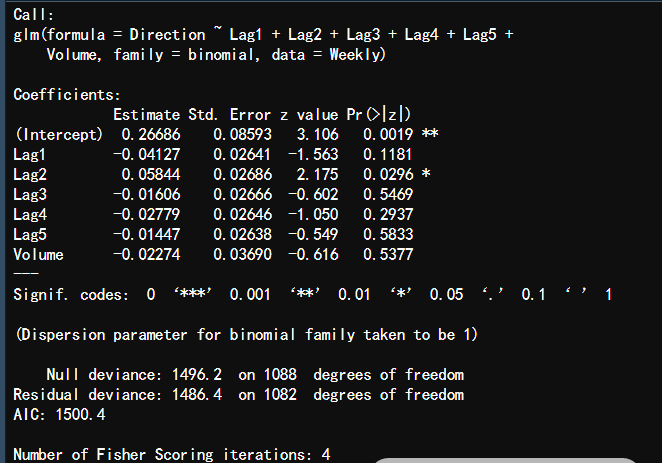 Call:
glm(formula = Direction ~ Lag1 + Lag2 + Lag3 + Lag4 + Lag5 +
    Volume, family = binomial, data = Weekly)

Coefficients:
            Estimate Std. Error z value Pr(>|z|)
(Intercept)  0.26686    0.08593   3.106   0.0019 **
Lag1        -0.04127    0.02641  -1.563   0.1181
Lag2         0.05844    0.02686   2.175   0.0296 *
Lag3        -0.01606    0.02666  -0.602   0.5469
Lag4        -0.02779    0.02646  -1.050   0.2937
Lag5        -0.01447    0.02638  -0.549   0.5833
Volume      -0.02274    0.03690  -0.616   0.5377
---
Signif. codes:  0 ‘***’ 0.001 ‘**’ 0.01 ‘*’ 0.05 ‘.’ 0.1 ‘ ’ 1

(Dispersion parameter for binomial family taken to be 1)

    Null deviance: 1496.2  on 1088  degrees of freedom
Residual deviance: 1486.4  on 1082  degrees of freedom
AIC: 1500.4

Number of Fisher Scoring iterations: 4